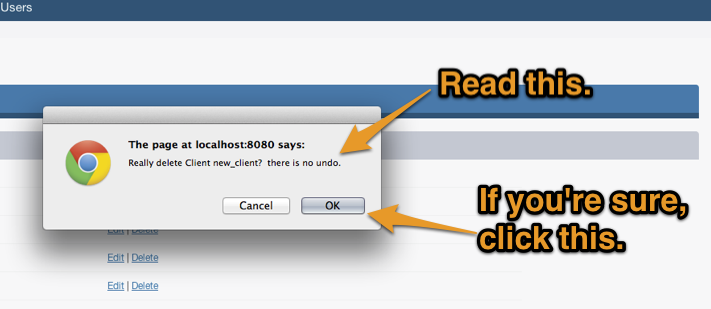 Users
Read this.
The page at localhost:8080 says:
Really delete Client new_client?  there is no undo.
Cancel OK
If you're sure,
click this.
Edit | Delete
Edit | Delete
Edit | Delete